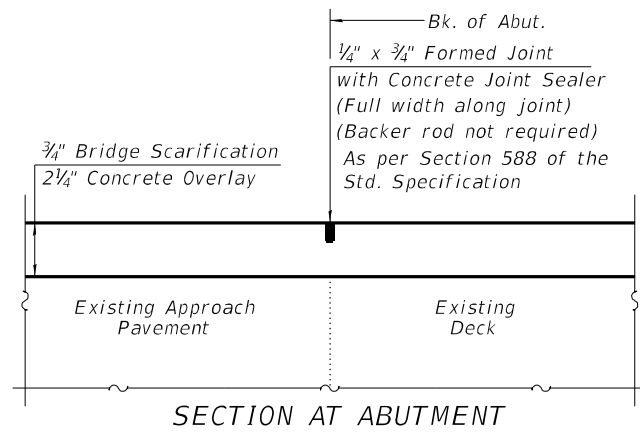 Bk. of Abut.
¼" x ¾" Formed Joint
with Concrete Joint Sealer
(Full width along joint)
(Backer rod not required)
As per Section 588 of the
Std. Specification
¾" Bridge Scarification
2¼" Concrete Overlay
Existing Approach
Pavement
Existing
Deck
SECTION AT ABUTMENT